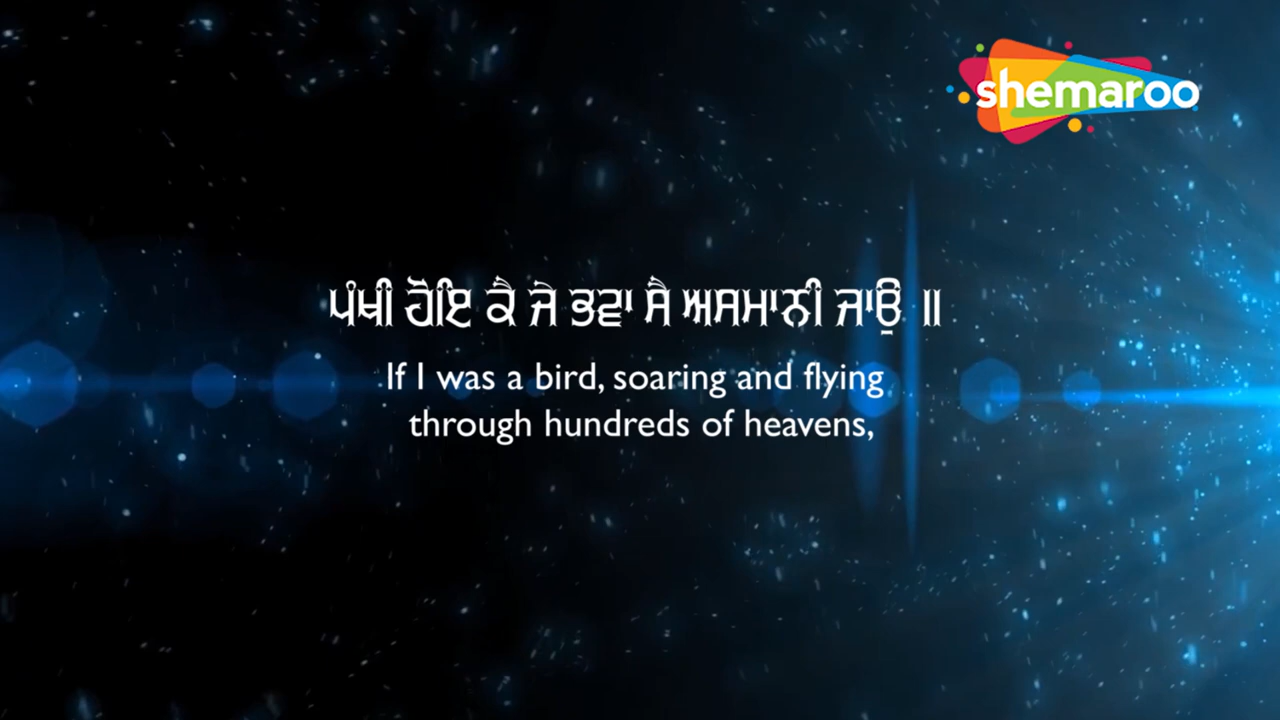 shemaroo
ਪੰਖੀ ਹੋਇ ਕੈ ਜੇ ਭਵਾ ਸੈ ਅਸਮਾਨੀ ਜਾਉ ॥
If I was a bird, soaring and flying
through hundreds of heavens,